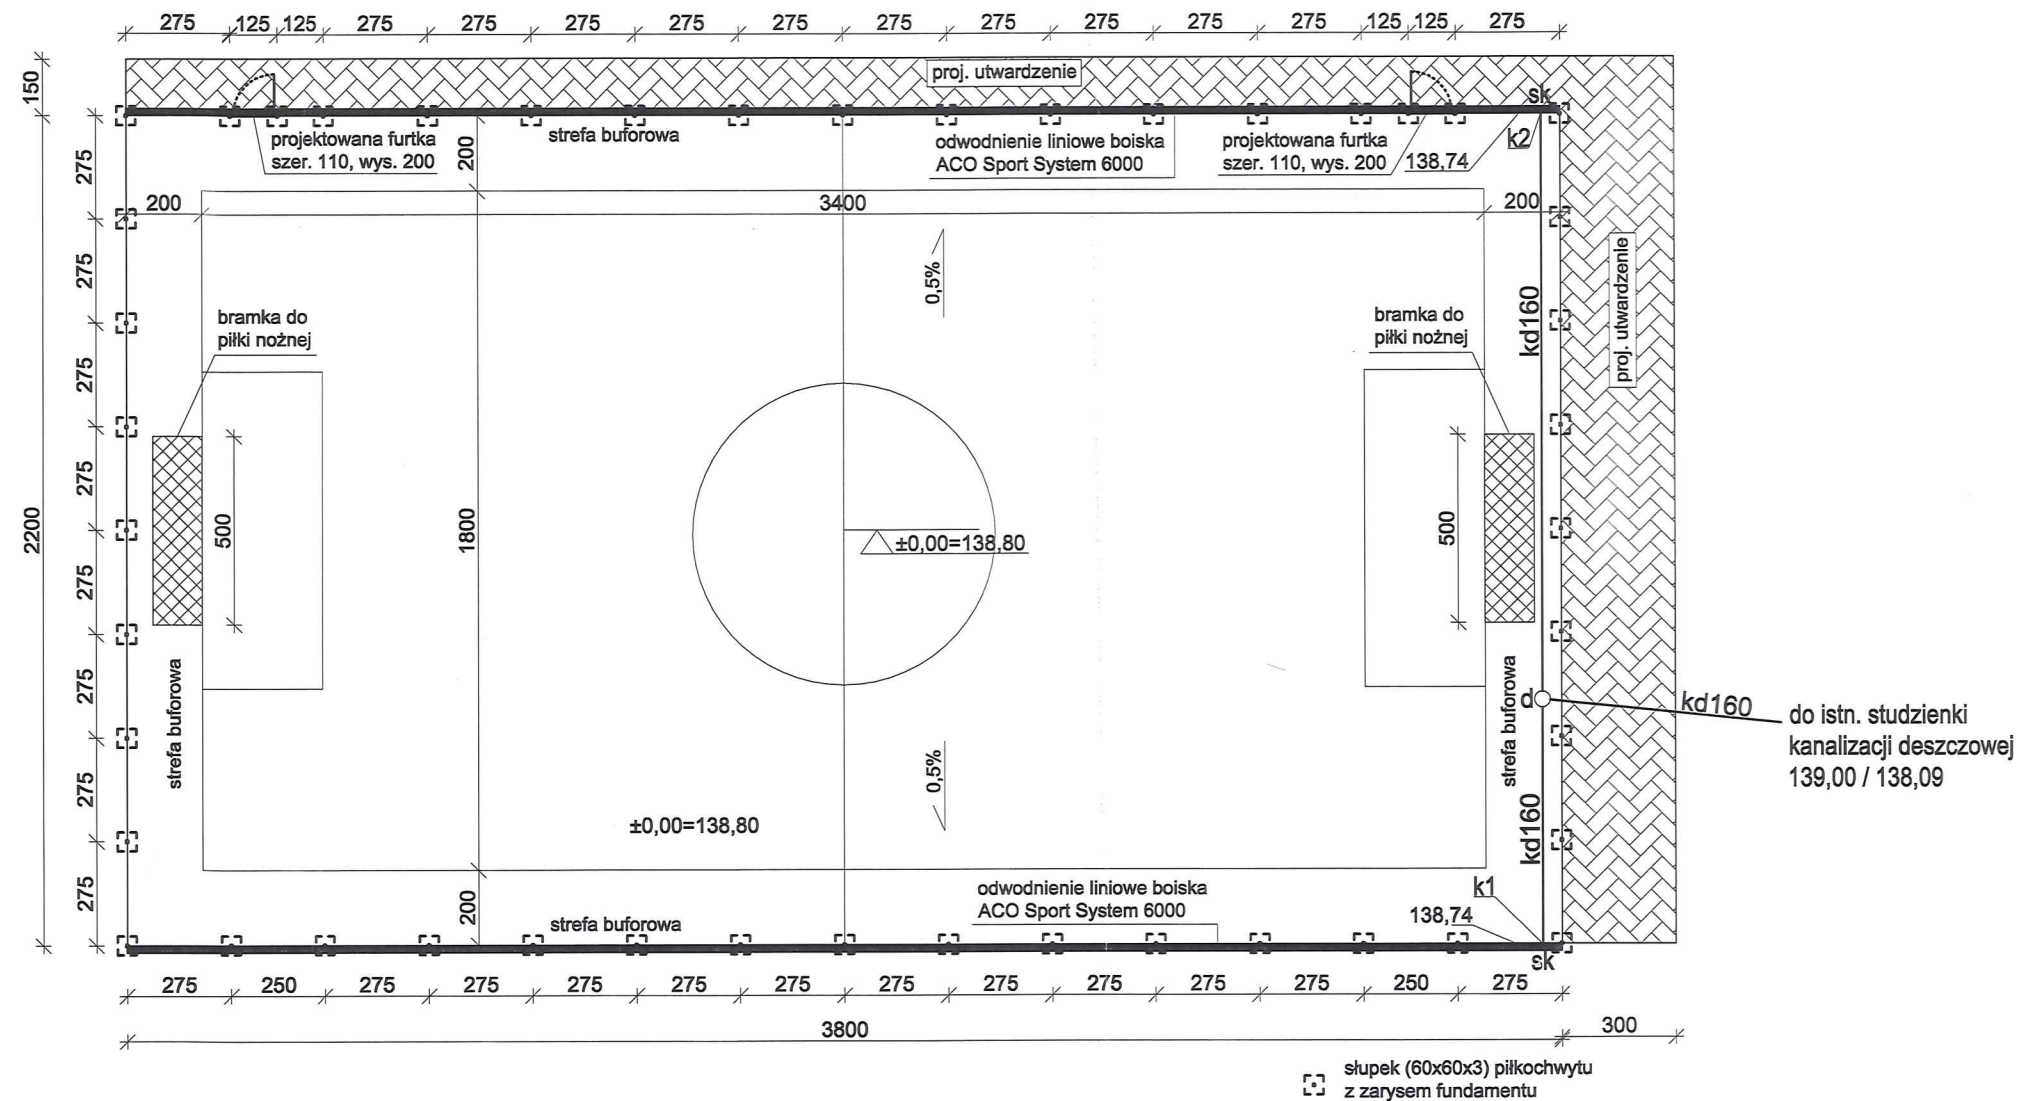 275 125 125 275 275 275 275 275 275 275 275 275 275 125 125 275
150
proj. utwardzenie
sk
projektowana furtka
szer. 110, wys. 200
strefa buforowa
odwodnienie liniowe boiska
ACO Sport System 6000
projektowana furtka
szer. 110, wys. 200
138,74
k2
200
275
200
3400
200
275
0,5%
kd160
proj. utwardzenie
bramka do
piłki nożnej
bramka do
piłki nożnej
275
275
2200
500
1800
500
±0,00=138,80
275
275
strefa buforowa
strefa buforowa
d
kd160
do istn. studzienki
kanalizacji deszczowej
139,00 / 138,09
275
0,5%
kd160
±0,00=138,80
275
200
strefa buforowa
odwodnienie liniowe boiska
ACO Sport System 6000
k1
138,74
sk
275 250 275 275 275 275 275 275 275 275 275 275 250 275
3800
300
słupek (60x60x3) piłkochwytu
z zarysem fundamentu